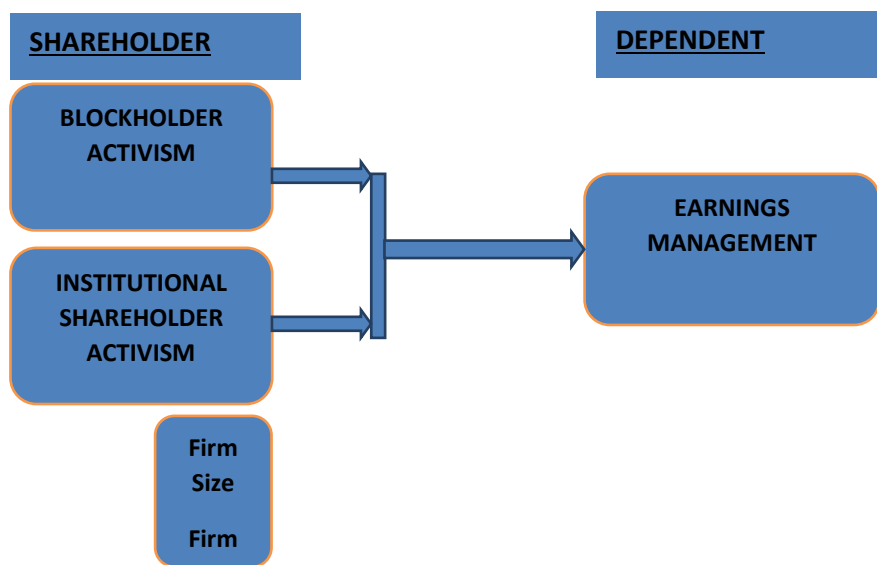 SHAREHOLDER
DEPENDENT
BLOCKHOLDER
ACTIVISM
INSTITUTIONAL
SHAREHOLDER
ACTIVISM
EARNINGS
MANAGEMENT
Firm
Size
Firm